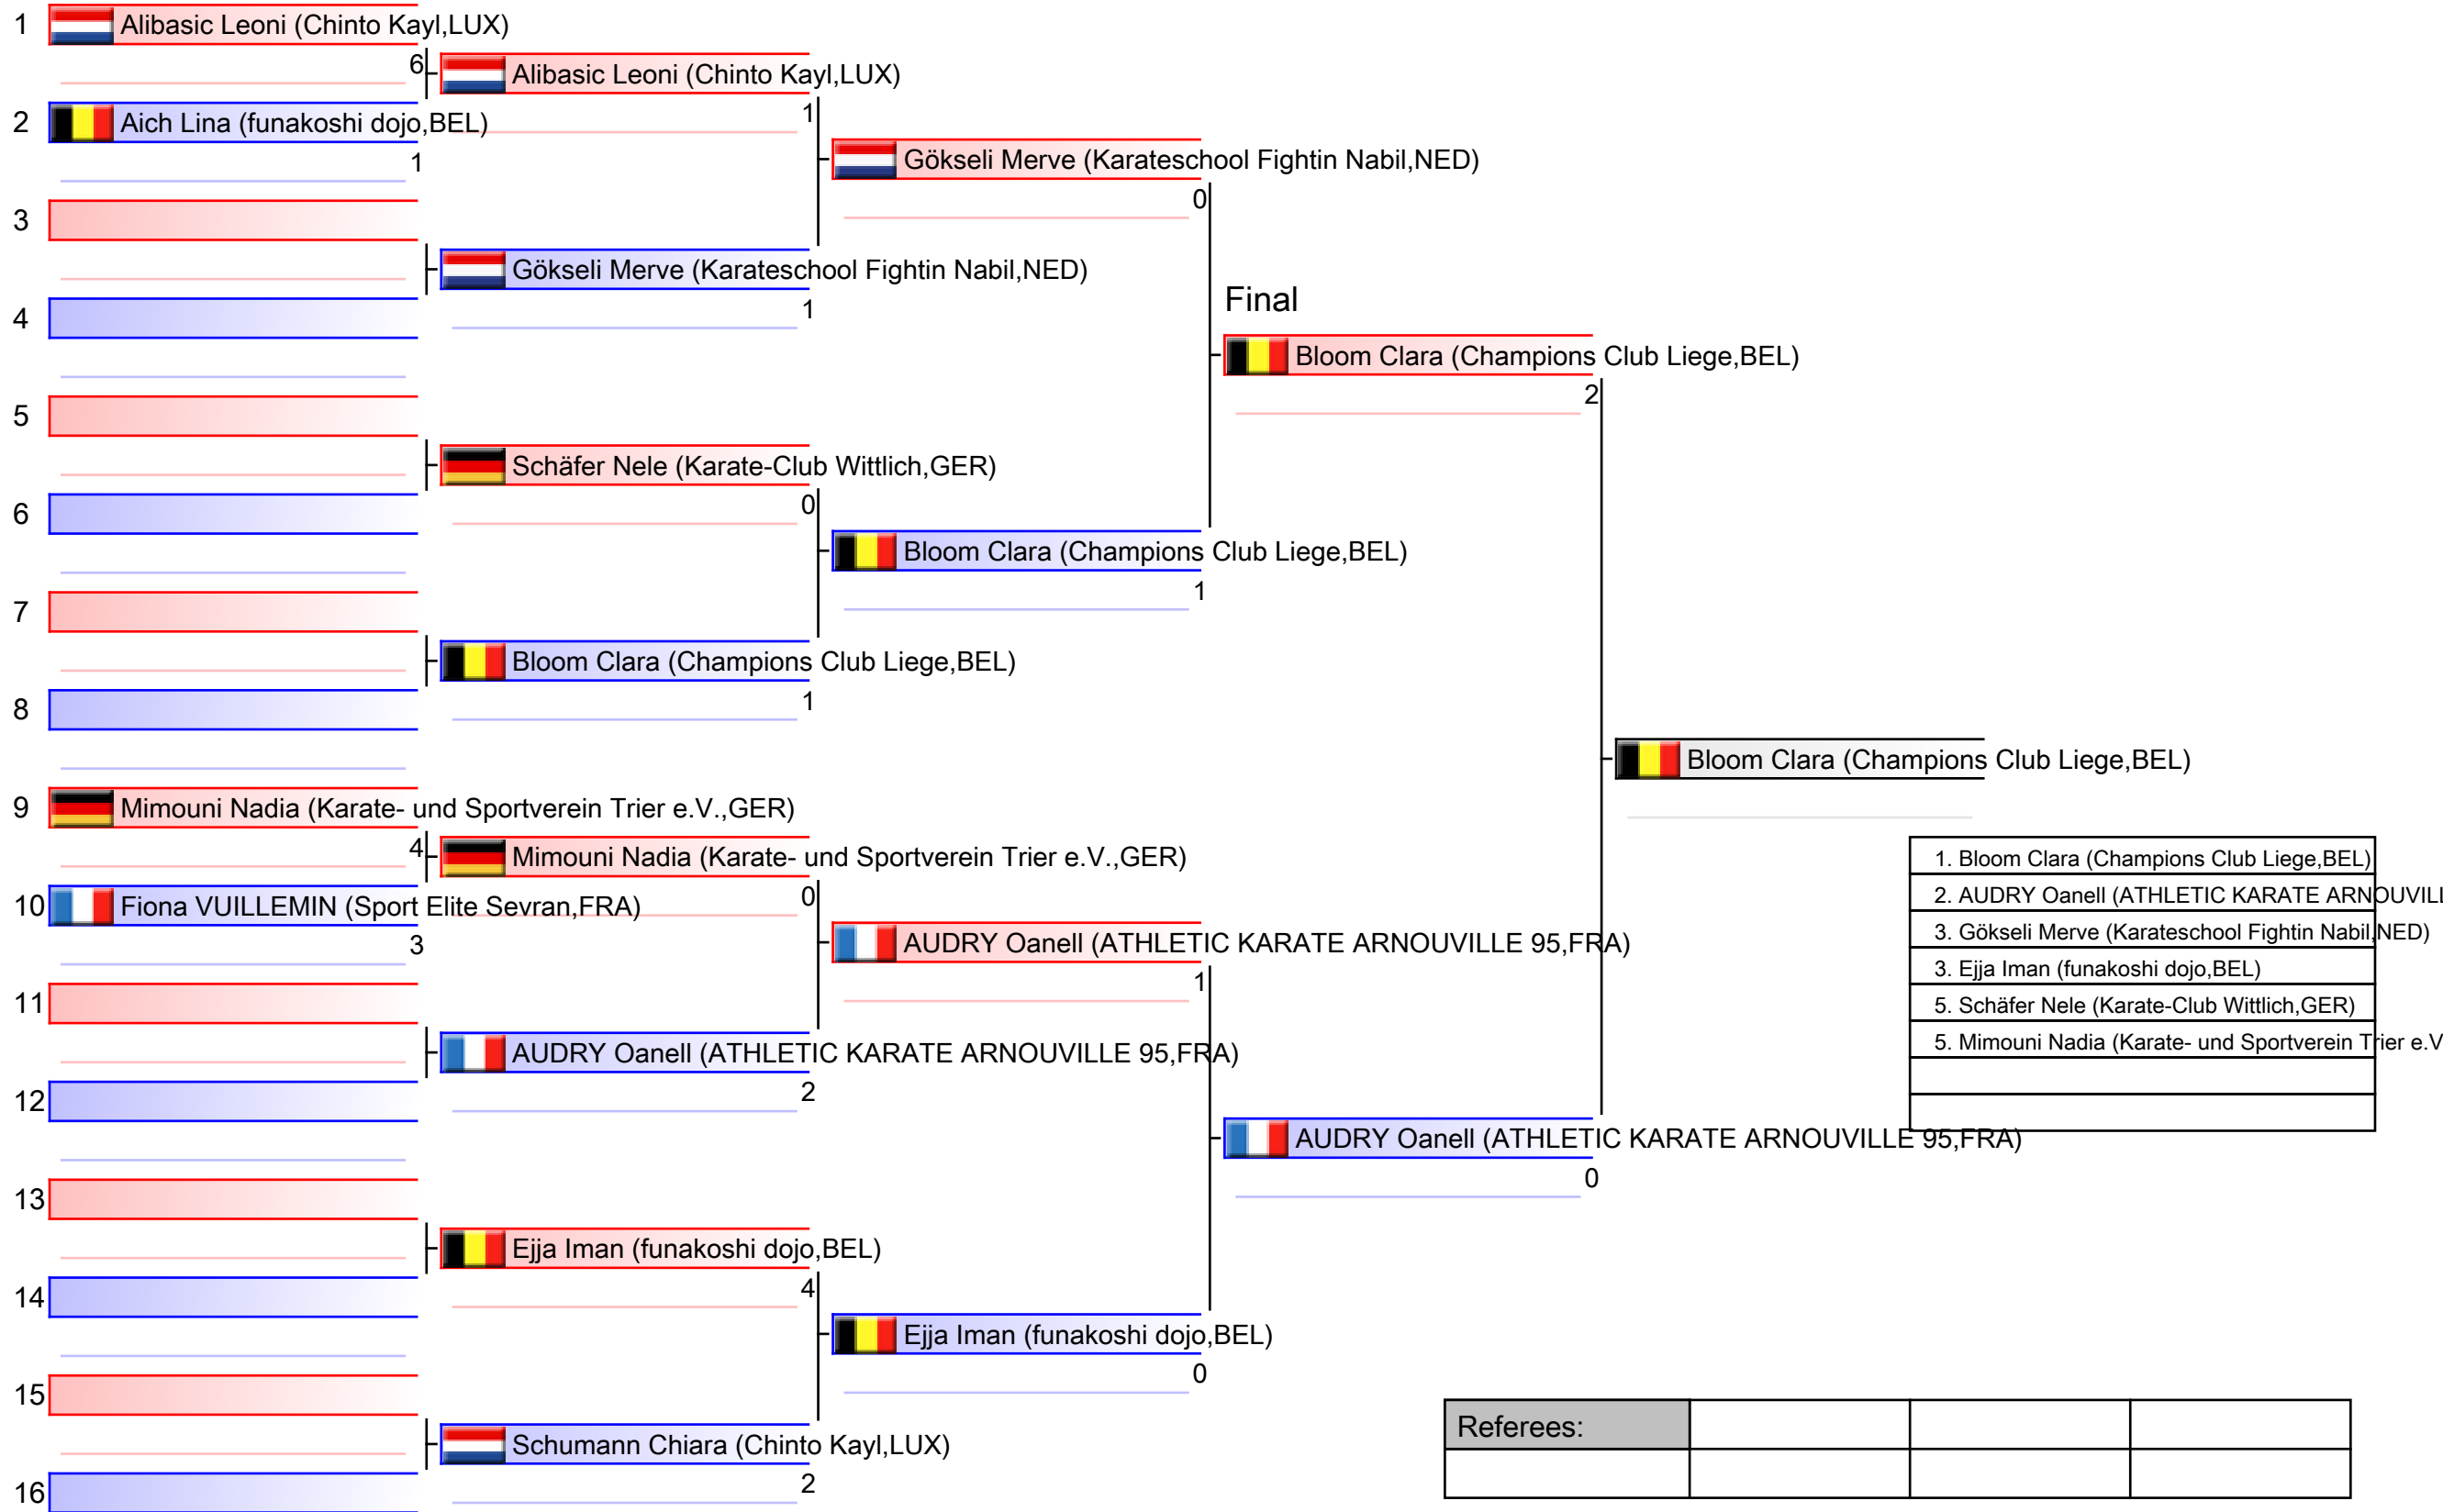 1 Alibasic Leoni (Chinto Kayl,LUX)
6
Alibasic Leoni (Chinto Kayl,LUX)
1
2 Aich Lina (funakoshi dojo,BEL)
1
Gökseli Merve (Karateschool Fightin Nabil,NED)
0
3
Gökseli Merve (Karateschool Fightin Nabil,NED)
1
4
Final
Bloom Clara (Champions Club Liege,BEL)
2
5
Schäfer Nele (Karate-Club Wittlich,GER)
0
6
Bloom Clara (Champions Club Liege,BEL)
1
7
Bloom Clara (Champions Club Liege,BEL)
1
8
Bloom Clara (Champions Club Liege,BEL)
9 Mimouni Nadia (Karate- und Sportverein Trier e.V.,GER)
4
Mimouni Nadia (Karate- und Sportverein Trier e.V.,GER)
0
10 Fiona VUILLEMIN (Sport Elite Sevran,FRA)
3
AUDRY Oanell (ATHLETIC KARATE ARNOUVILLE 95,FRA)
1
11
AUDRY Oanell (ATHLETIC KARATE ARNOUVILLE 95,FRA)
2
12
AUDRY Oanell (ATHLETIC KARATE ARNOUVILLE 95,FRA)
0
13
Ejja Iman (funakoshi dojo,BEL)
4
14
Ejja Iman (funakoshi dojo,BEL)
0
15
Schumann Chiara (Chinto Kayl,LUX)
2
16
1. Bloom Clara (Champions Club Liege,BEL)
2. AUDRY Oanell (ATHLETIC KARATE ARNOUVILL
3. Gökseli Merve (Karateschool Fightin Nabil,NED)
3. Ejja Iman (funakoshi dojo,BEL)
5. Schäfer Nele (Karate-Club Wittlich,GER)
5. Mimouni Nadia (Karate- und Sportverein Trier e.V
Referees: